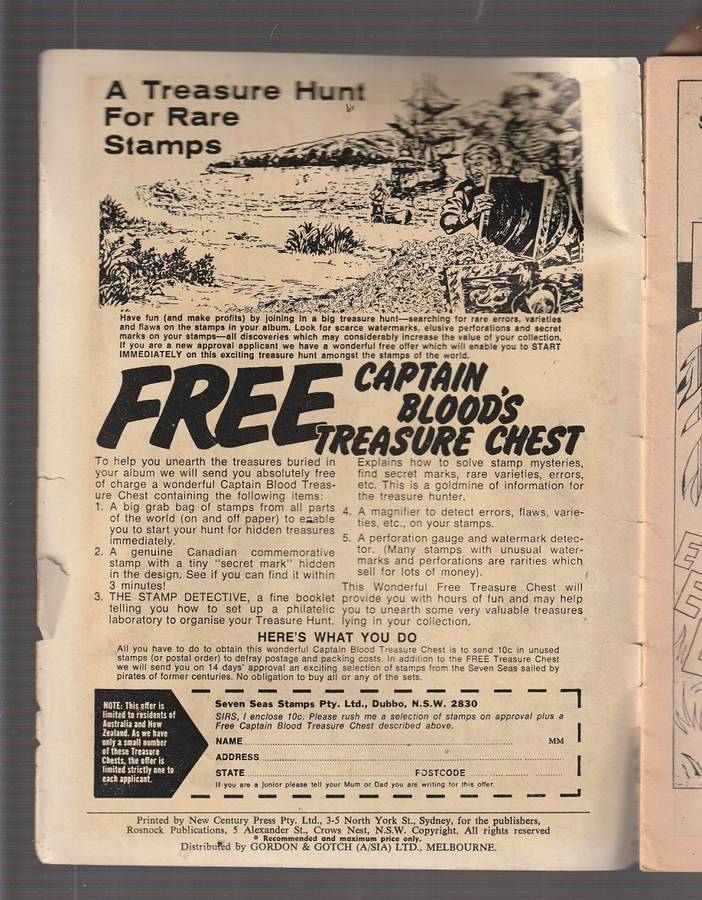 A Treasure Hunt
For Rare
Stamps
Have fun (and make profits) by joining in a big treasure hunt—searching for rare errors, varieties
and flaws on the stamps in your album. Look for scarce watermarks, elusive perforations and secret
marks on your stamps—all discoveries which may considerably increase the value of your collection.
If you are a new approval applicant we have a wonderful free offer which will enable you to START
IMMEDIATELY on this exciting treasure hunt amongst the stamps of the world.
FREE CAPTAIN
BLOOD'S
TREASURE CHEST
To help you unearth the treasures buried in
your album we will send you absolutely free
of charge a wonderful Captain Blood Treas-
ure Chest containing the following items:
1. A big grab bag of stamps from all parts
of the world (on and off paper) to enable
you to start your hunt for hidden treasures
immediately.
2. A genuine Canadian commemorative
stamp with a tiny "secret mark" hidden
in the design. See if you can find it within
3 minutes!
3. THE STAMP DETECTIVE, a fine booklet
telling you how to set up a philatelic
laboratory to organise your Treasure Hunt.
Explains how to solve stamp mysteries,
find secret marks, rare varieties, errors,
etc. This is a goldmine of information for
the treasure hunter.
4. A magnifier to detect errors, flaws, varie-
ties, etc., on your stamps.
5. A perforation gauge and watermark detec-
tor. (Many stamps with unusual water-
marks and perforations are rarities which
sell for lots of money).
This Wonderful Free Treasure Chest will
provide you with hours of fun and may help
you to unearth some very valuable treasures
lying in your collection.
HERE'S WHAT YOU DO
All you have to do to obtain this wonderful Captain Blood Treasure Chest is to send 10c in unused
stamps (or postal order) to defray postage and packing costs. In addition to the FREE Treasure Chest
we will send you on 14 days' approval an exciting selection of stamps from the Seven Seas sailed by
pirates of former centuries. No obligation to buy all or any of the sets.
NOTE: This offer is
limited to residents of
Australia and New
Zealand. As we have
only a small number
of these Treasure
Chests, the offer is
limited strictly one to
each applicant.
Seven Seas Stamps Pty. Ltd., Dubbo, N.S.W. 2830
SIRS, I enclose 10c. Please rush me a selection of stamps on approval plus a
Free Captain Blood Treasure Chest described above.
NAME MM
ADDRESS
STATE POSTCODE
If you are a junior please tell your Mum or Dad you are writing for this offer.
Printed by New Century Press Pty. Ltd., 3-5 North York St., Sydney, for the publishers,
Rosnock Publications, 5 Alexander St., Crows Nest, N.S.W. Copyright. All rights reserved
* Recommended and maximum price only.
Distributed by GORDON & GOTCH (A/SIA) LTD., MELBOURNE.